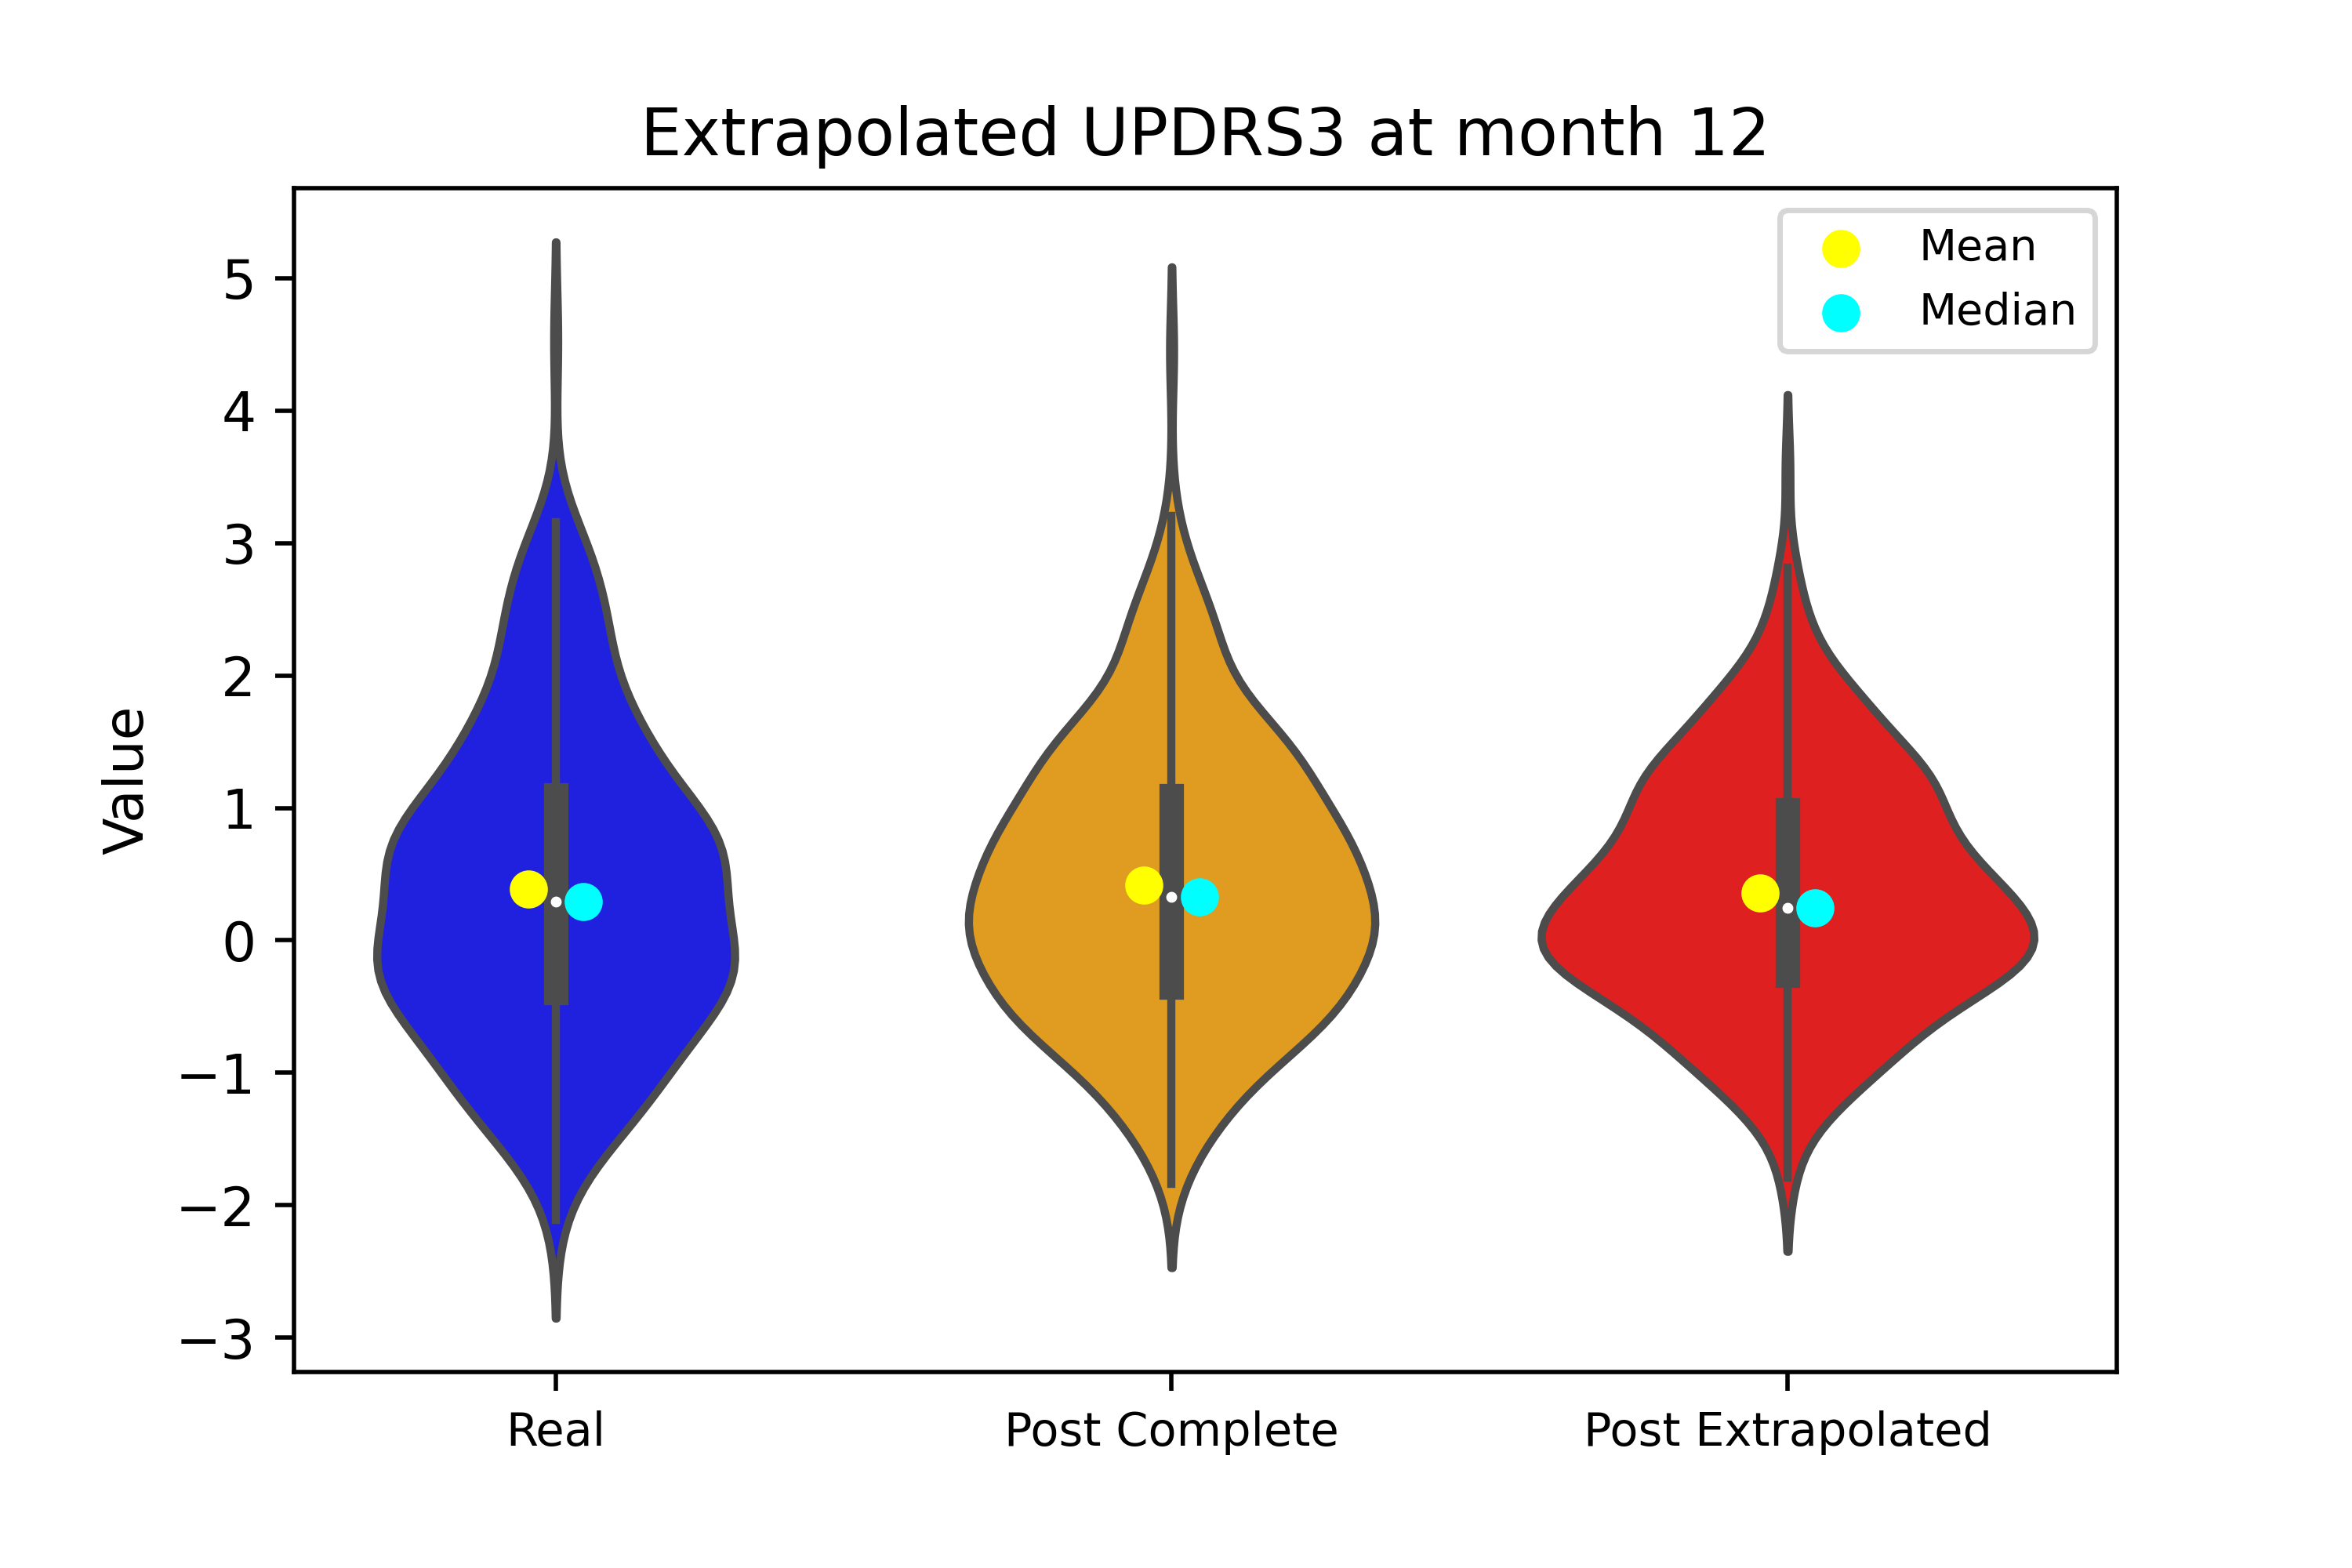 Extrapolated UPDRS3 at month 12
Mean
Median
5
4
3
2
1
0
−1
−2
−3
Value
Real
Post Complete
Post Extrapolated